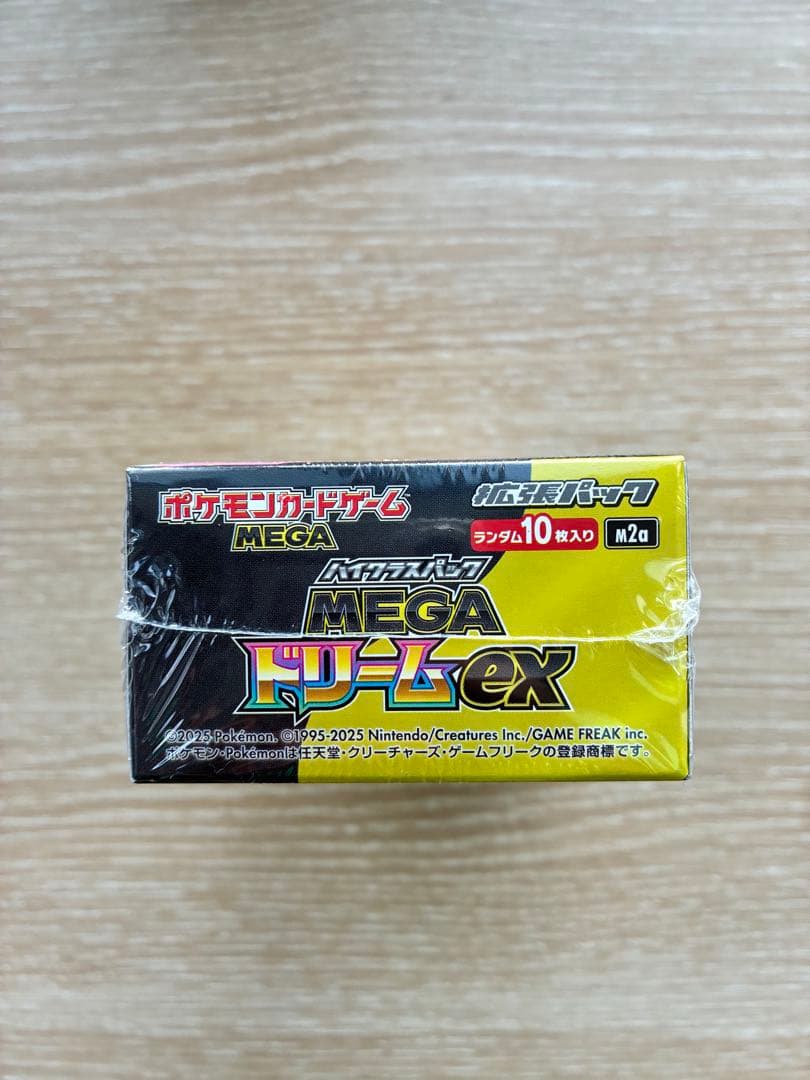 ポケモンカードゲーム
MEGA
拡張パック
ランダム10枚入り
M2a
ハイクラスパック
MEGA
ドリームex
©2025 Pokémon. ©1995-2025 Nintendo/Creatures Inc./GAME FREAK inc.
ポケモン・Pokémonは任天堂・クリーチャーズ・ゲームフリークの登録商標です。